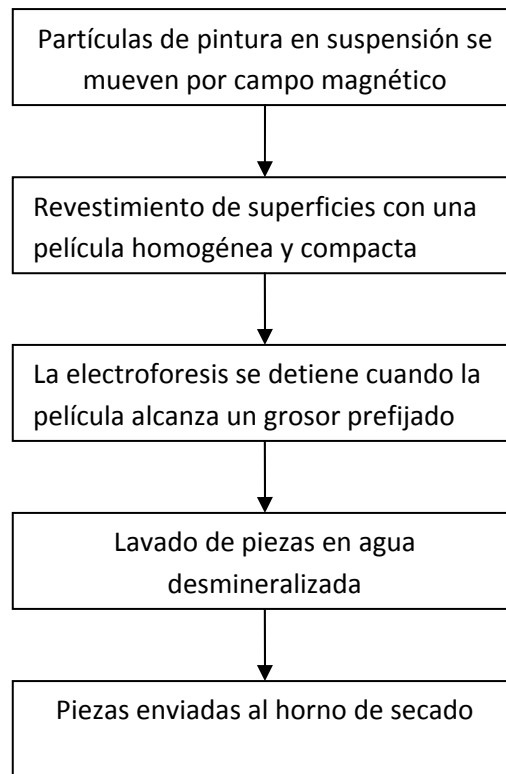 Partículas de pintura en suspensión se
mueven por campo magnético
Revestimiento de superficies con una
película homogénea y compacta
La electroforesis se detiene cuando la
película alcanza un grosor prefijado
Lavado de piezas en agua
desmineralizada
Piezas enviadas al horno de secado